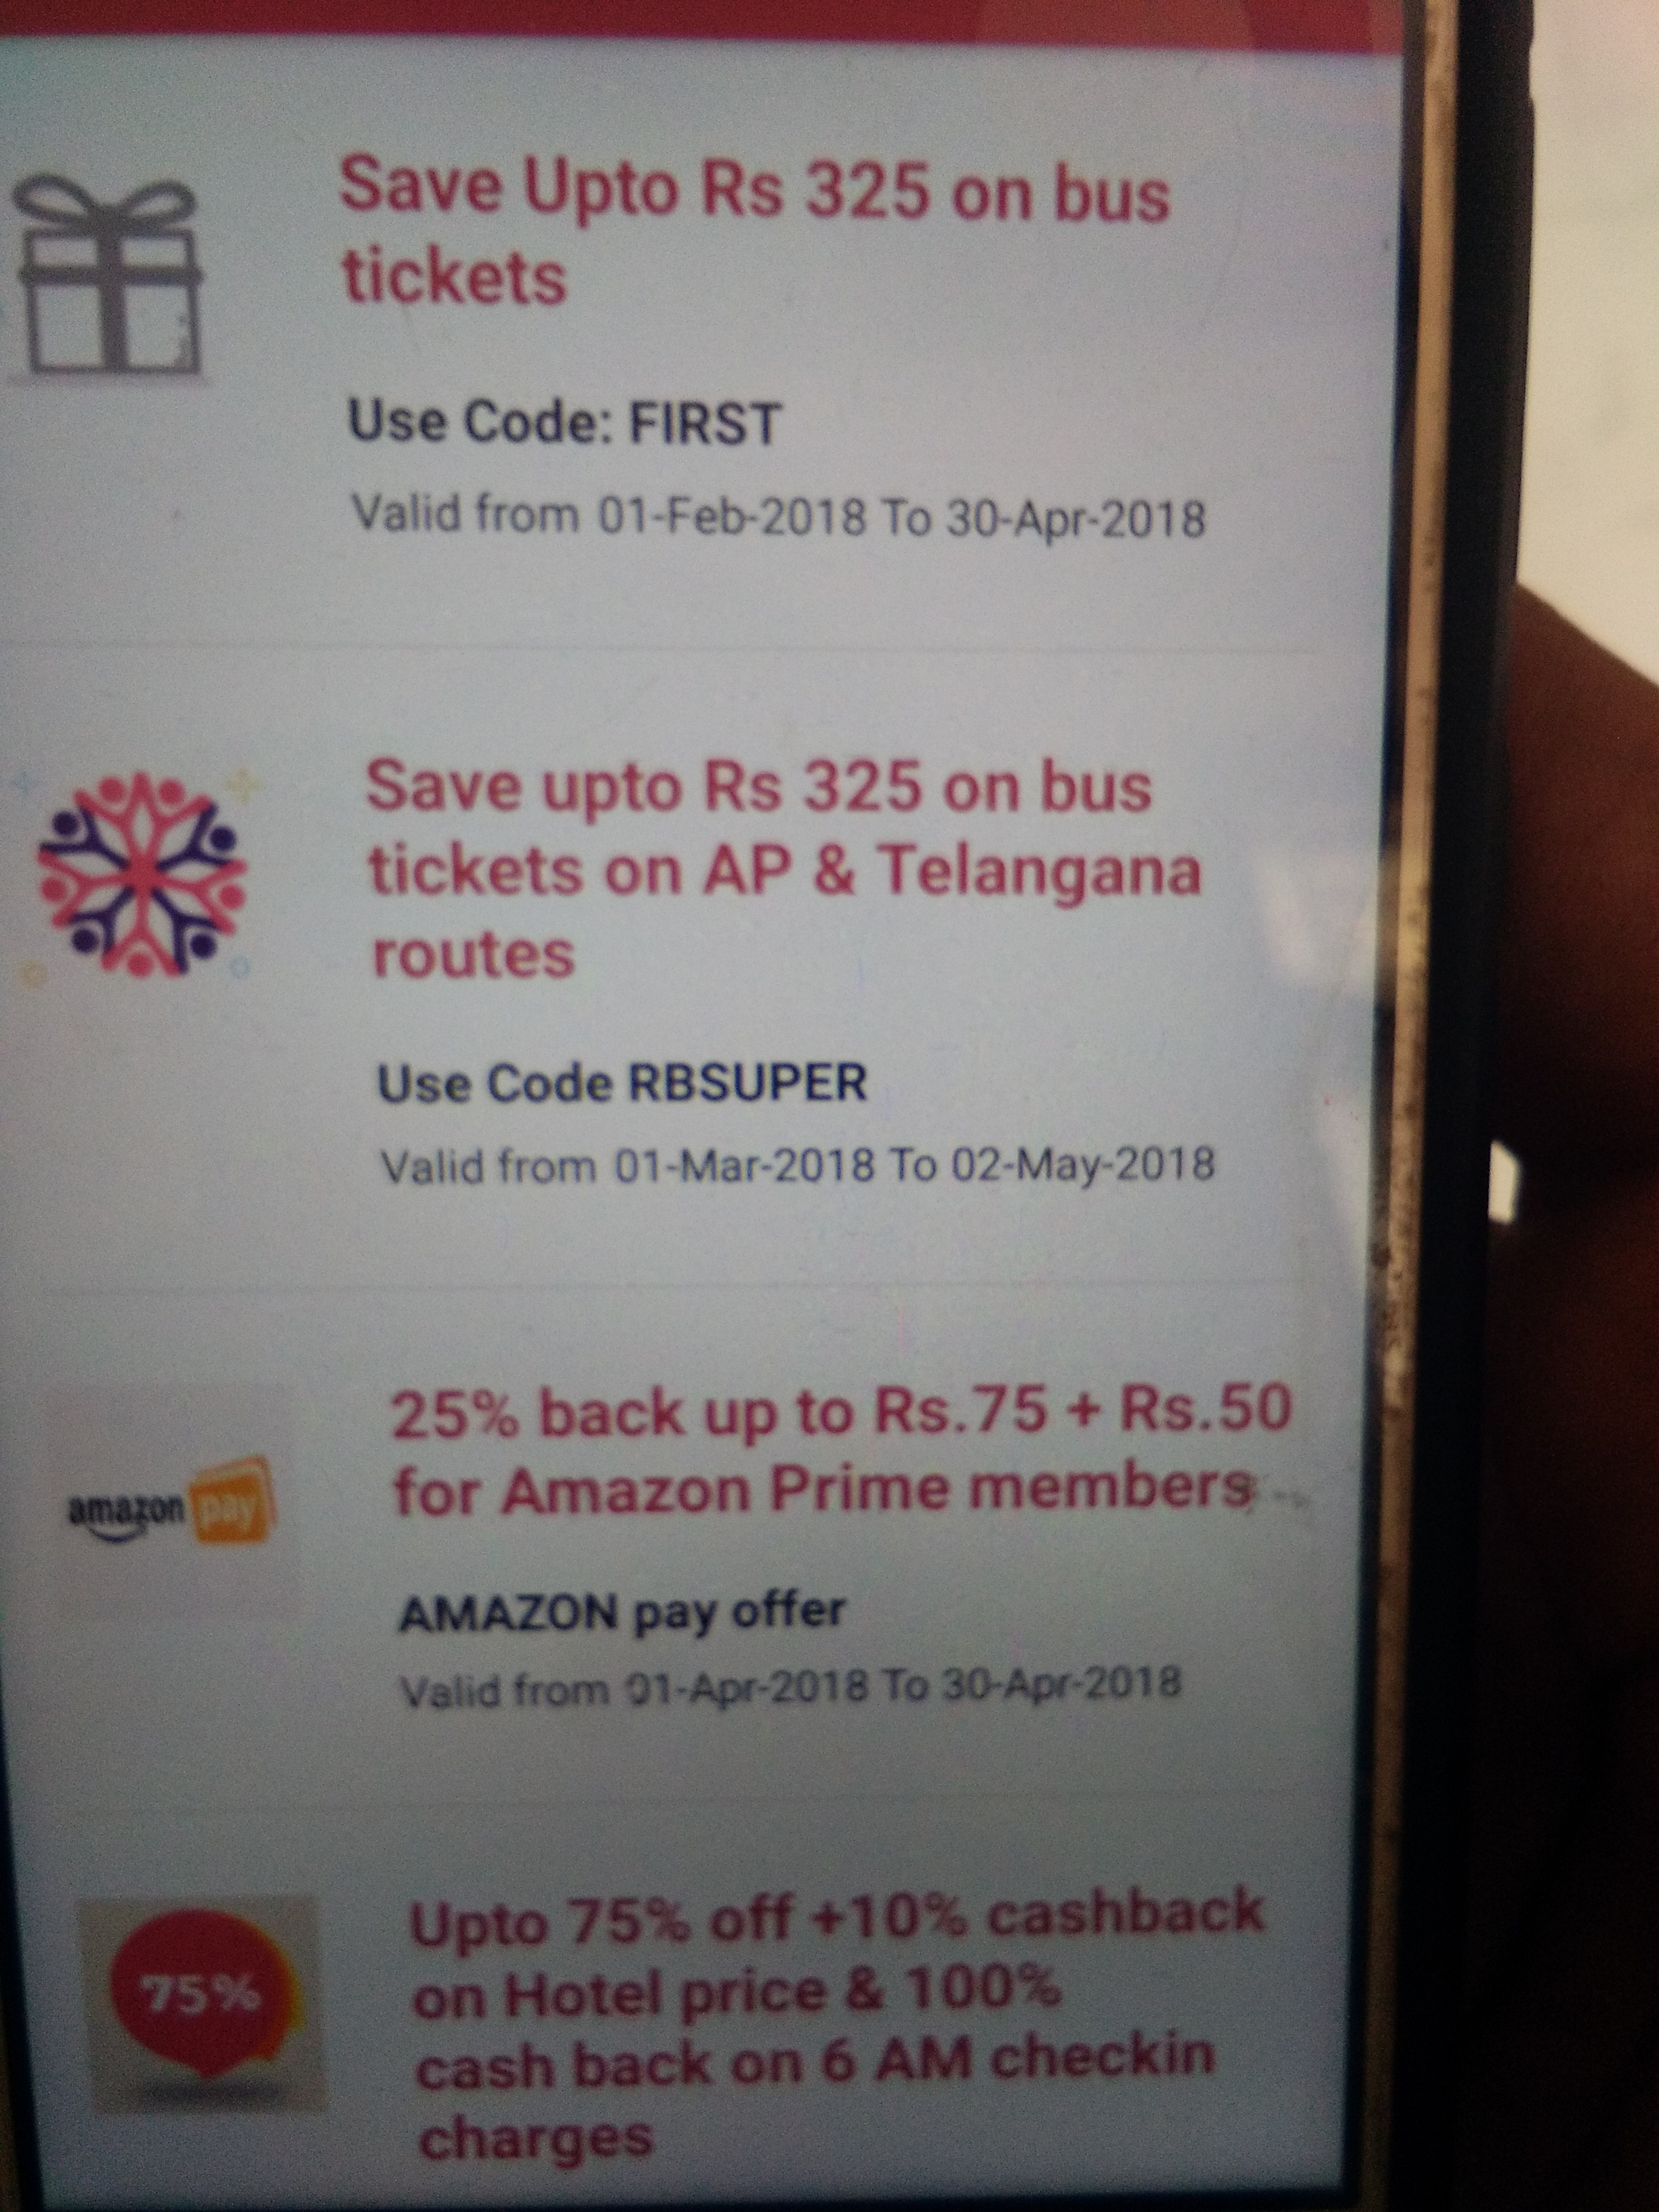 Save Upto Rs 325 on bus
tickets
Use Code: FIRST
Valid from 01-Feb-2018 To 30-Apr-2018
Save upto Rs 325 on bus
tickets on AP & Telangana
routes
Use Code RBSUPER
Valid from 01-Mar-2018 To 02-May-2018
amazon pay
25% back up to Rs.75 + Rs.50
for Amazon Prime members
AMAZON pay offer
Valid from 01-Apr-2018 To 30-Apr-2018
75%
Upto 75% off +10% cashback
on Hotel price & 100%
cash back on 6 AM checkin
charges